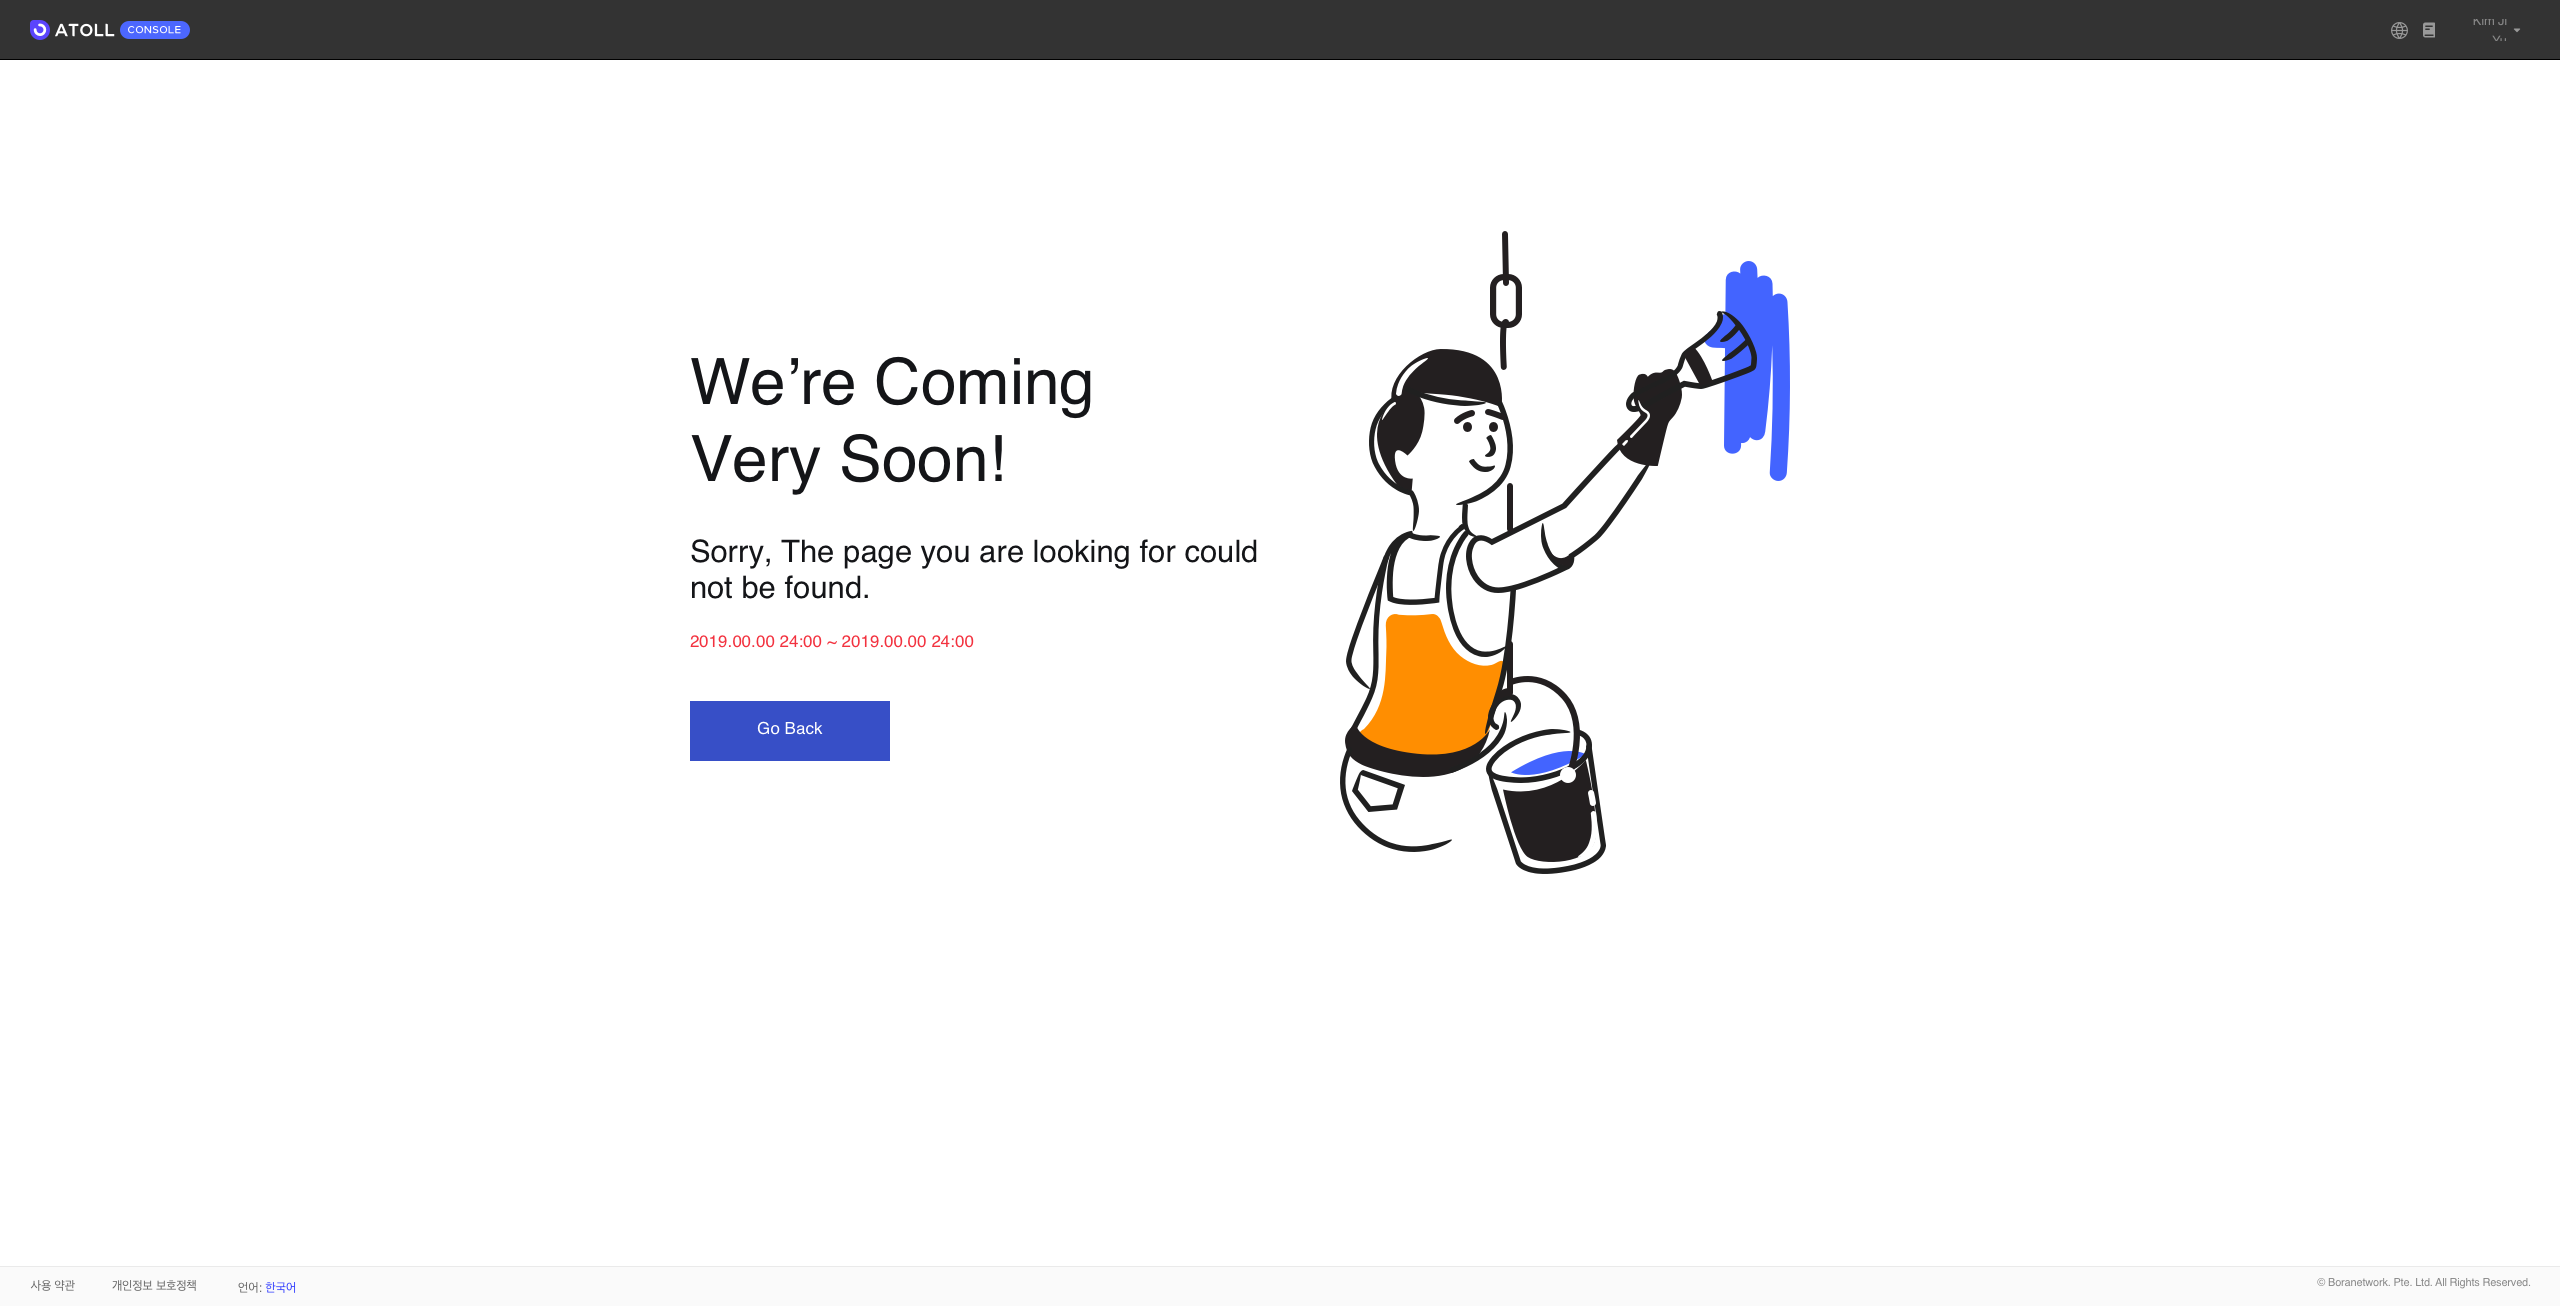 ATOLL CONSOLE
We’re Coming
Very Soon!
Sorry, The page you are looking for could
not be found.
2019.00.00 24:00 ~ 2019.00.00 24:00
Go Back
사용 약관 개인정보 보호정책 언어: 한국어
© Boranetwork. Pte. Ltd. All Rights Reserved.